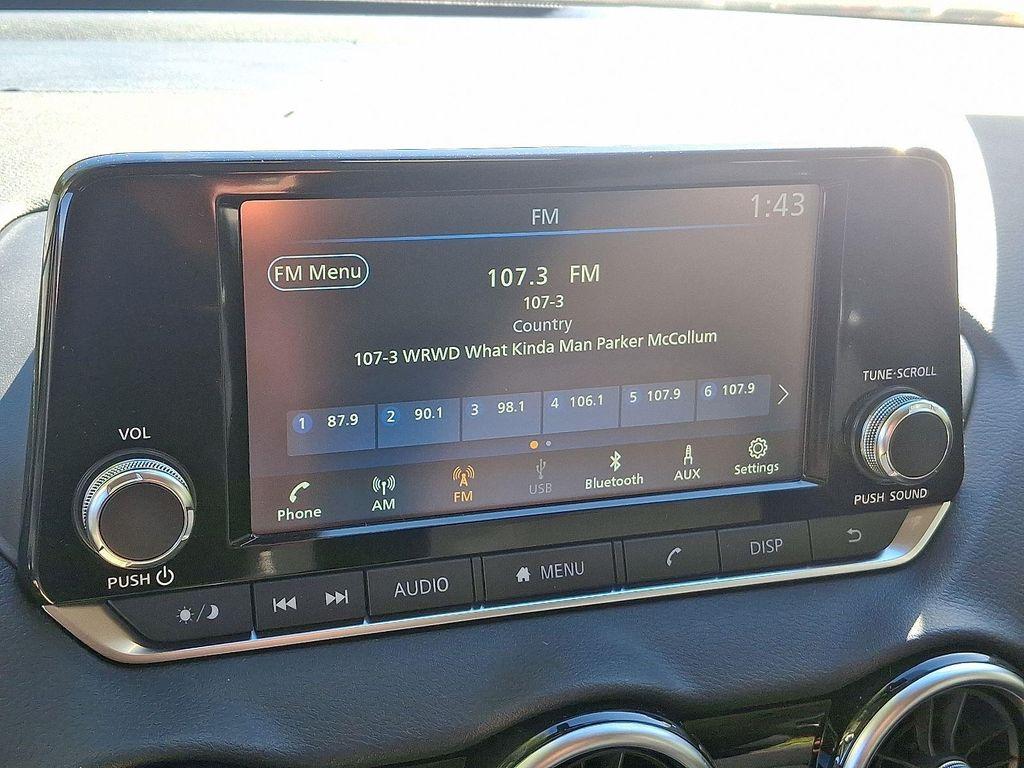 FM
1:43
FM Menu
107.3 FM
107-3
Country
107-3 WRWD What Kinda Man Parker McCollum
1 87.9
2 90.1
3 98.1
4 106.1
5 107.9
6 107.9
Phone
AM
FM
USB
Bluetooth
AUX
Settings
VOL
PUSH
TUNE·SCROLL
PUSH SOUND
AUDIO
MENU
DISP